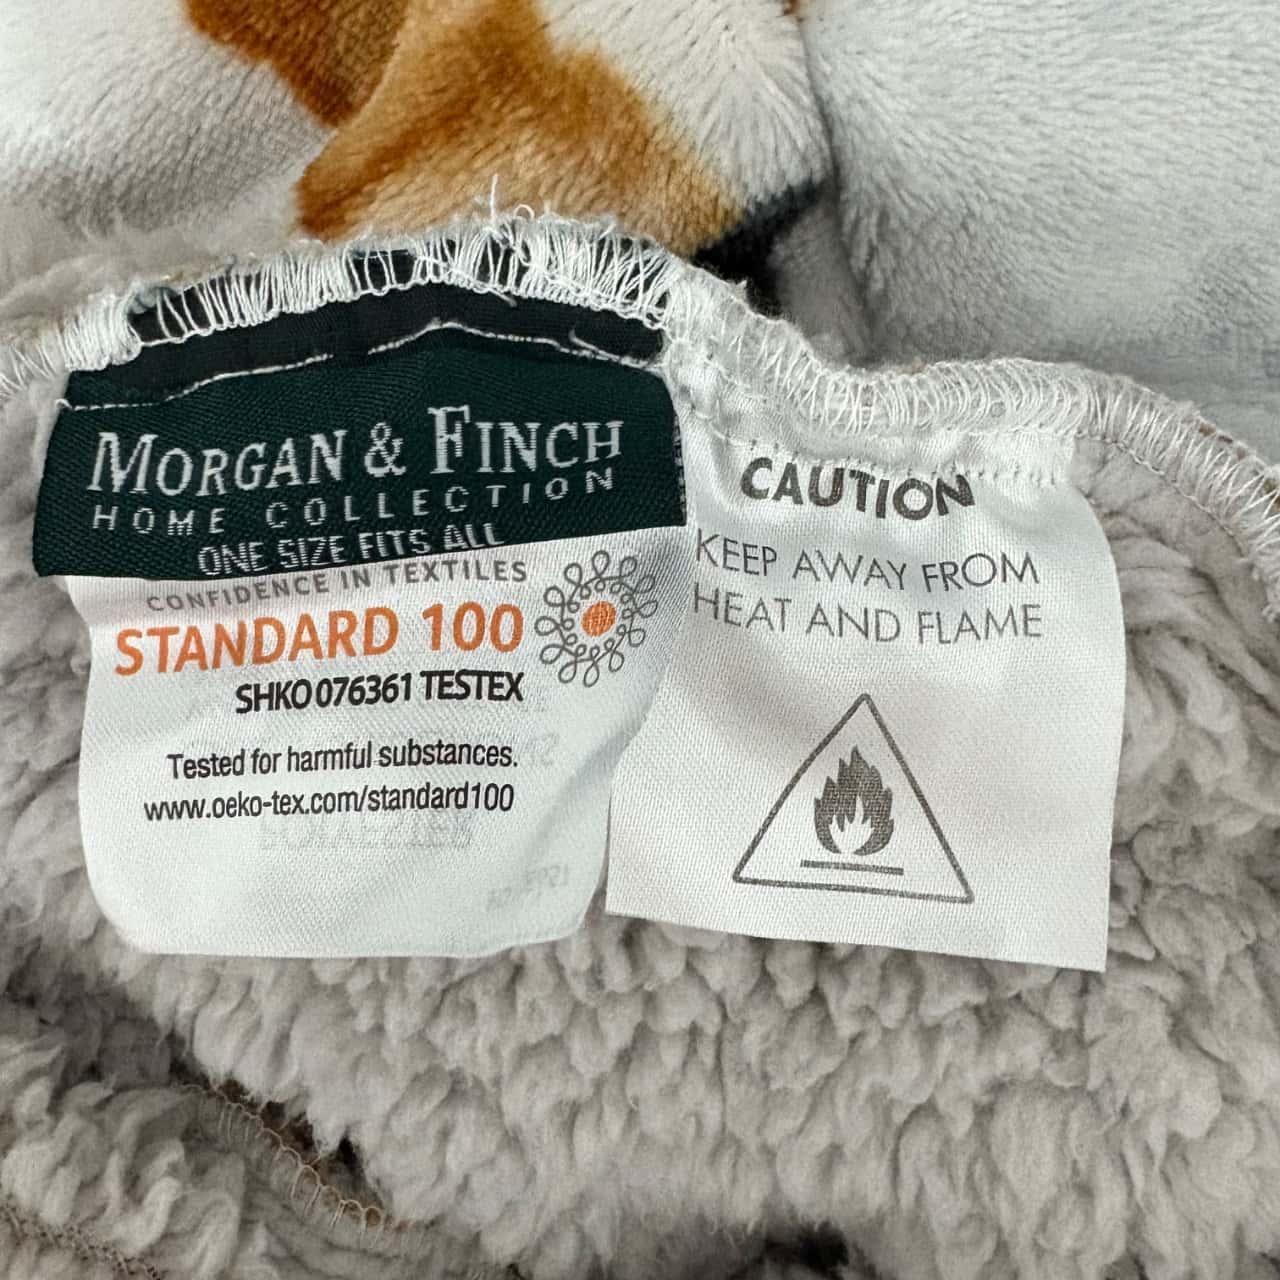 MORGAN & FINCH
HOME COLLECTION
ONE SIZE FITS ALL
CONFIDENCE IN TEXTILES
STANDARD 100
SHKO 076361 TESTEX
Tested for harmful substances.
www.oeko-tex.com/standard100
CAUTION
KEEP AWAY FROM
HEAT AND FLAME